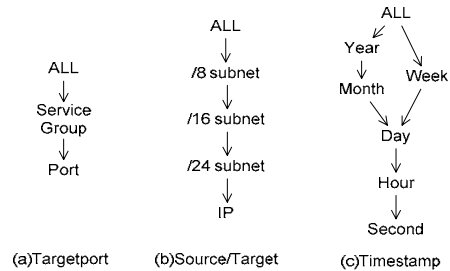 ALL
Service
Group
Port
(a)Targetport
ALL
/8 subnet
/16 subnet
/24 subnet
IP
(b)Source/Target
ALL
Year
Week
Month
Day
Hour
Second
(c)Timestamp